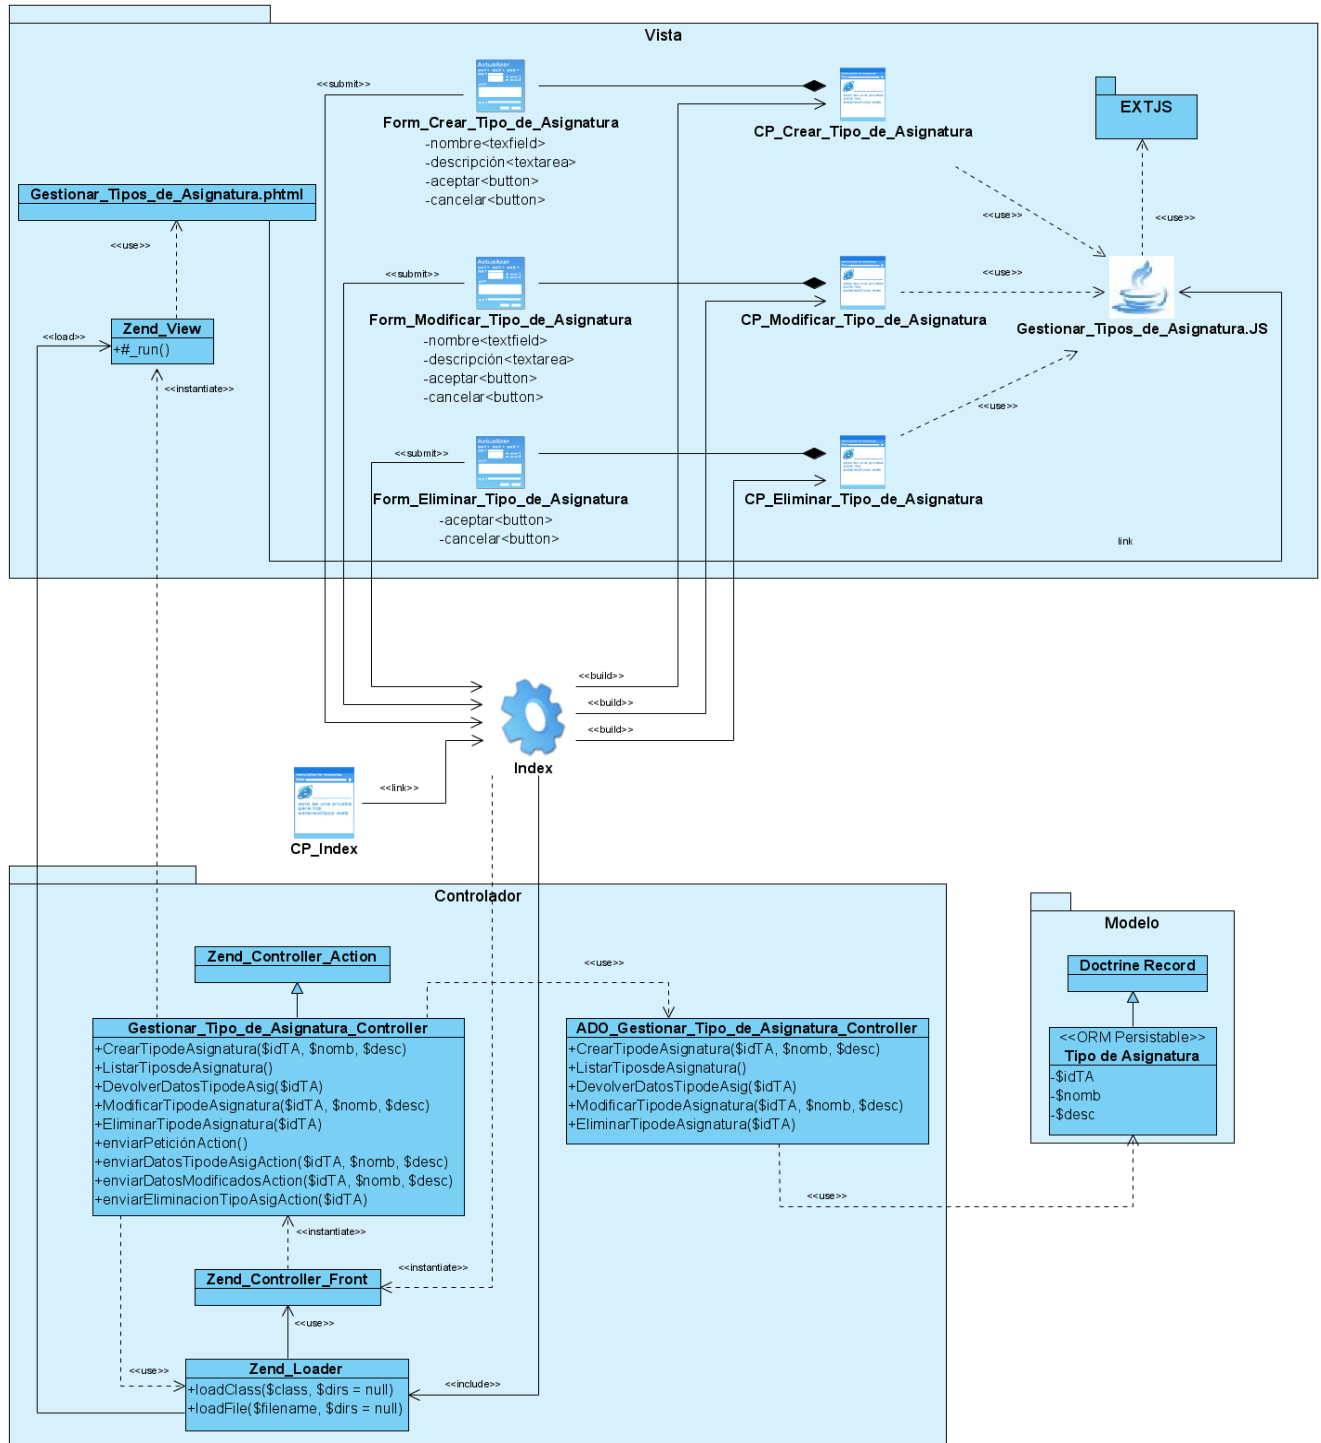 Vista
<<submit>>
Form_Crear_Tipo_de_Asignatura
-nombre<texfield>
-descripción<textarea>
-aceptar<button>
-cancelar<button>
CP_Crear_Tipo_de_Asignatura
EXTJS
<<use>>
<<use>>
Gestionar_Tipos_de_Asignatura.phtml
<<use>>
<<submit>>
Form_Modificar_Tipo_de_Asignatura
-nombre<textfield>
-descripción<textarea>
-aceptar<button>
-cancelar<button>
CP_Modificar_Tipo_de_Asignatura
<<use>>
Gestionar_Tipos_de_Asignatura.JS
<<load>>
Zend_View
+#_run()
<<instantiate>>
<<use>>
<<submit>>
Form_Eliminar_Tipo_de_Asignatura
-aceptar<button>
-cancelar<button>
CP_Eliminar_Tipo_de_Asignatura
link
<<build>>
<<build>>
<<build>>
Index
<<link>>
CP_Index
Controlador
Zend_Controller_Action
<<use>>
Gestionar_Tipo_de_Asignatura_Controller
+CrearTipodeAsignatura($idTA, $nomb, $desc)
+ListarTiposdeAsignatura()
+DevolverDatosTipodeAsig($idTA)
+ModificarTipodeAsignatura($idTA, $nomb, $desc)
+EliminarTipodeAsignatura($idTA)
+enviarPeticiónAction()
+enviarDatosTipodeAsigAction($idTA, $nomb, $desc)
+enviarDatosModificadosAction($idTA, $nomb, $desc)
+enviarEliminacionTipoAsigAction($idTA)
ADO_Gestionar_Tipo_de_Asignatura_Controller
+CrearTipodeAsignatura($idTA, $nomb, $desc)
+ListarTiposdeAsignatura()
+DevolverDatosTipodeAsig($idTA)
+ModificarTipodeAsignatura($idTA, $nomb, $desc)
+EliminarTipodeAsignatura($idTA)
Modelo
Doctrine Record
<<ORM Persistable>>
Tipo de Asignatura
-$idTA
-$nomb
-$desc
<<use>>
<<instantiate>>
<<instantiate>>
Zend_Controller_Front
<<use>>
<<use>>
Zend_Loader
+loadClass($class, $dirs = null)
+loadFile($filename, $dirs = null)
<<include>>